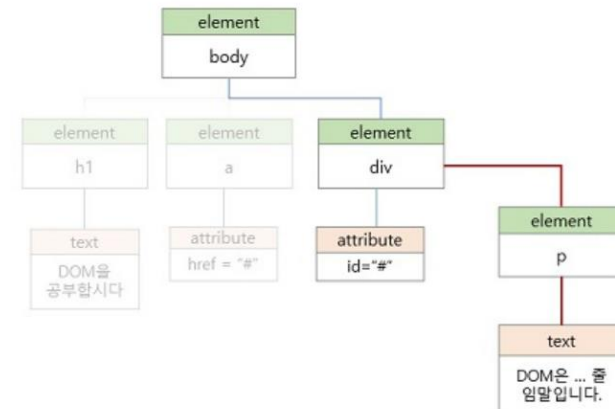 element
body
element
h1
element
a
element
div
text
DOM을
공부합시다
attribute
href = "#"
attribute
id="#"
element
p
text
DOM은 ... 줄
임말입니다.